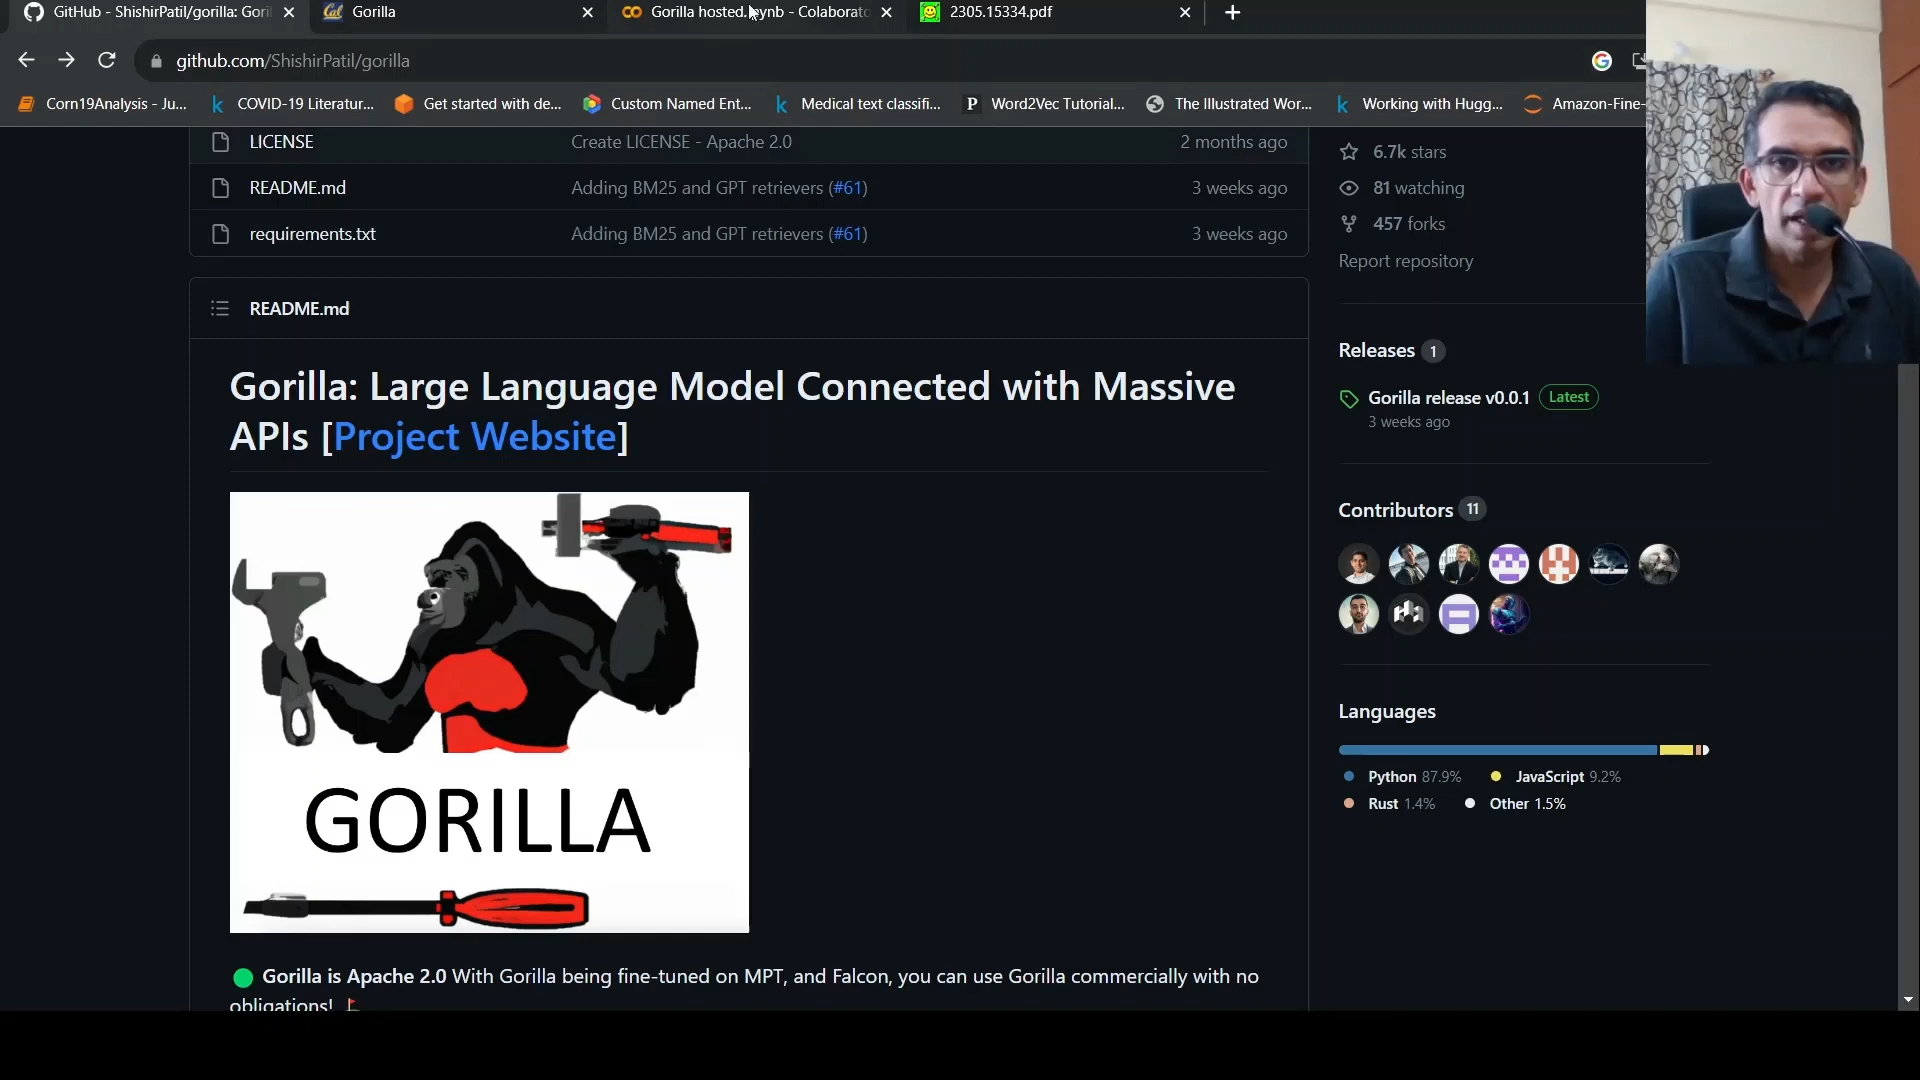 GitHub - ShishirPatil/gorilla: Goril
Gorilla
Gorilla hosted.ipynb - Colaborato
2305.15334.pdf
github.com/ShishirPatil/gorilla
Corn19Analysis - Ju...
COVID-19 Literatur...
Get started with de...
Custom Named Ent...
Medical text classifi...
Word2Vec Tutorial...
The Illustrated Wor...
Working with Hugg...
Amazon-Fine-
LICENSE
Create LICENSE - Apache 2.0
2 months ago
README.md
Adding BM25 and GPT retrievers (#61)
3 weeks ago
requirements.txt
Adding BM25 and GPT retrievers (#61)
3 weeks ago
README.md
Gorilla: Large Language Model Connected with Massive
APIs [Project Website]
GORILLA
Gorilla is Apache 2.0 With Gorilla being fine-tuned on MPT, and Falcon, you can use Gorilla commercially with no
obligations!
6.7k stars
81 watching
457 forks
Report repository
Releases 1
Gorilla release v0.0.1 Latest
3 weeks ago
Contributors 11
Languages
Python 87.9%
JavaScript 9.2%
Rust 1.4%
Other 1.5%